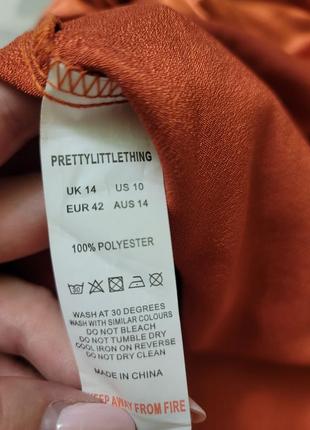 PRETTYLITTLETHING
UK 14 US 10
EUR 42 AUS 14
100% POLYESTER
WASH AT 30 DEGREES
WASH WITH SIMILAR COLOURS
DO NOT BLEACH
DO NOT TUMBLE DRY
COOL IRON ON REVERSE
DO NOT DRY CLEAN
MADE IN CHINA
KEEP AWAY FROM FIRE